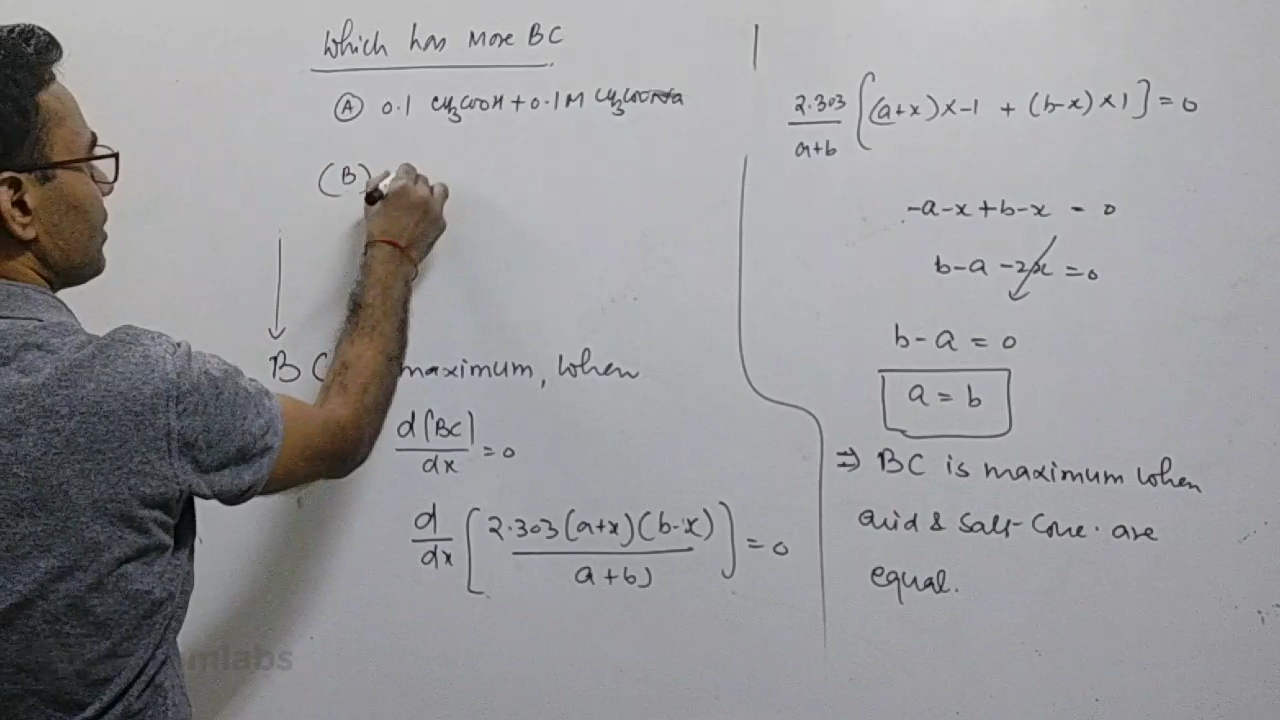 Which has More BC
(A) 0.1 CH3COOH + 0.1M CH3COONa
(B)
BC maximum, when
d[BC]/dx = 0
d/dx [2.303(a+x)(b-x)/a+b)] = 0
2.303/a+b [(a+x)×-1 + (b-x)×1] = 0
-a-x+b-x = 0
b-a-2x = 0
b-a = 0
a = b
⇒ BC is maximum when
acid & Salt-Conc. are
equal.
mlabs